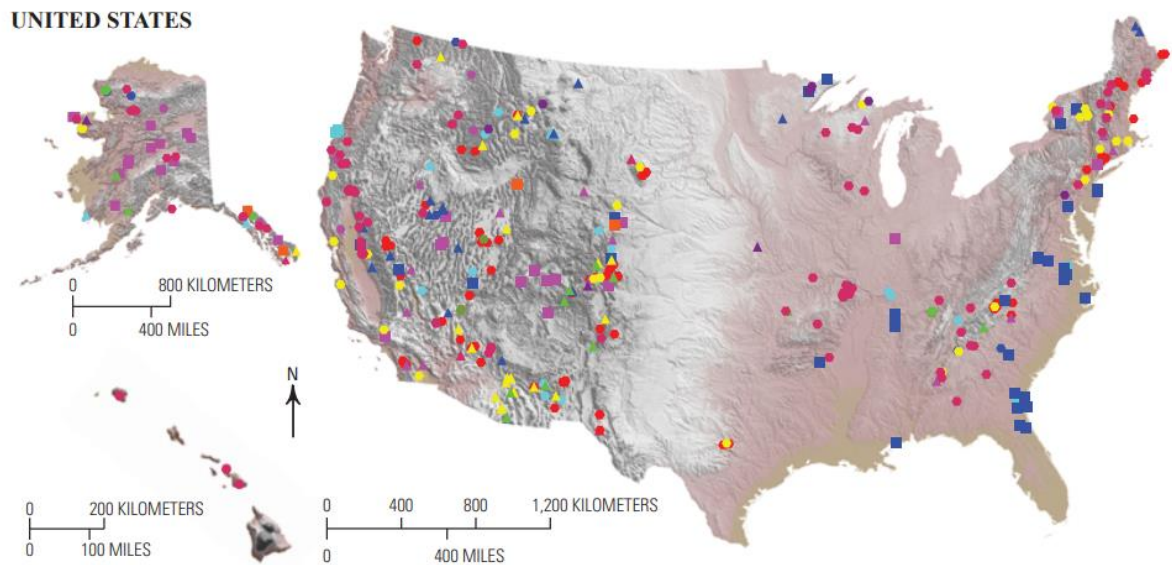 UNITED STATES
0 800 KILOMETERS
0 400 MILES
N
0 200 KILOMETERS
0 100 MILES
0 400 800 1,200 KILOMETERS
0 400 MILES